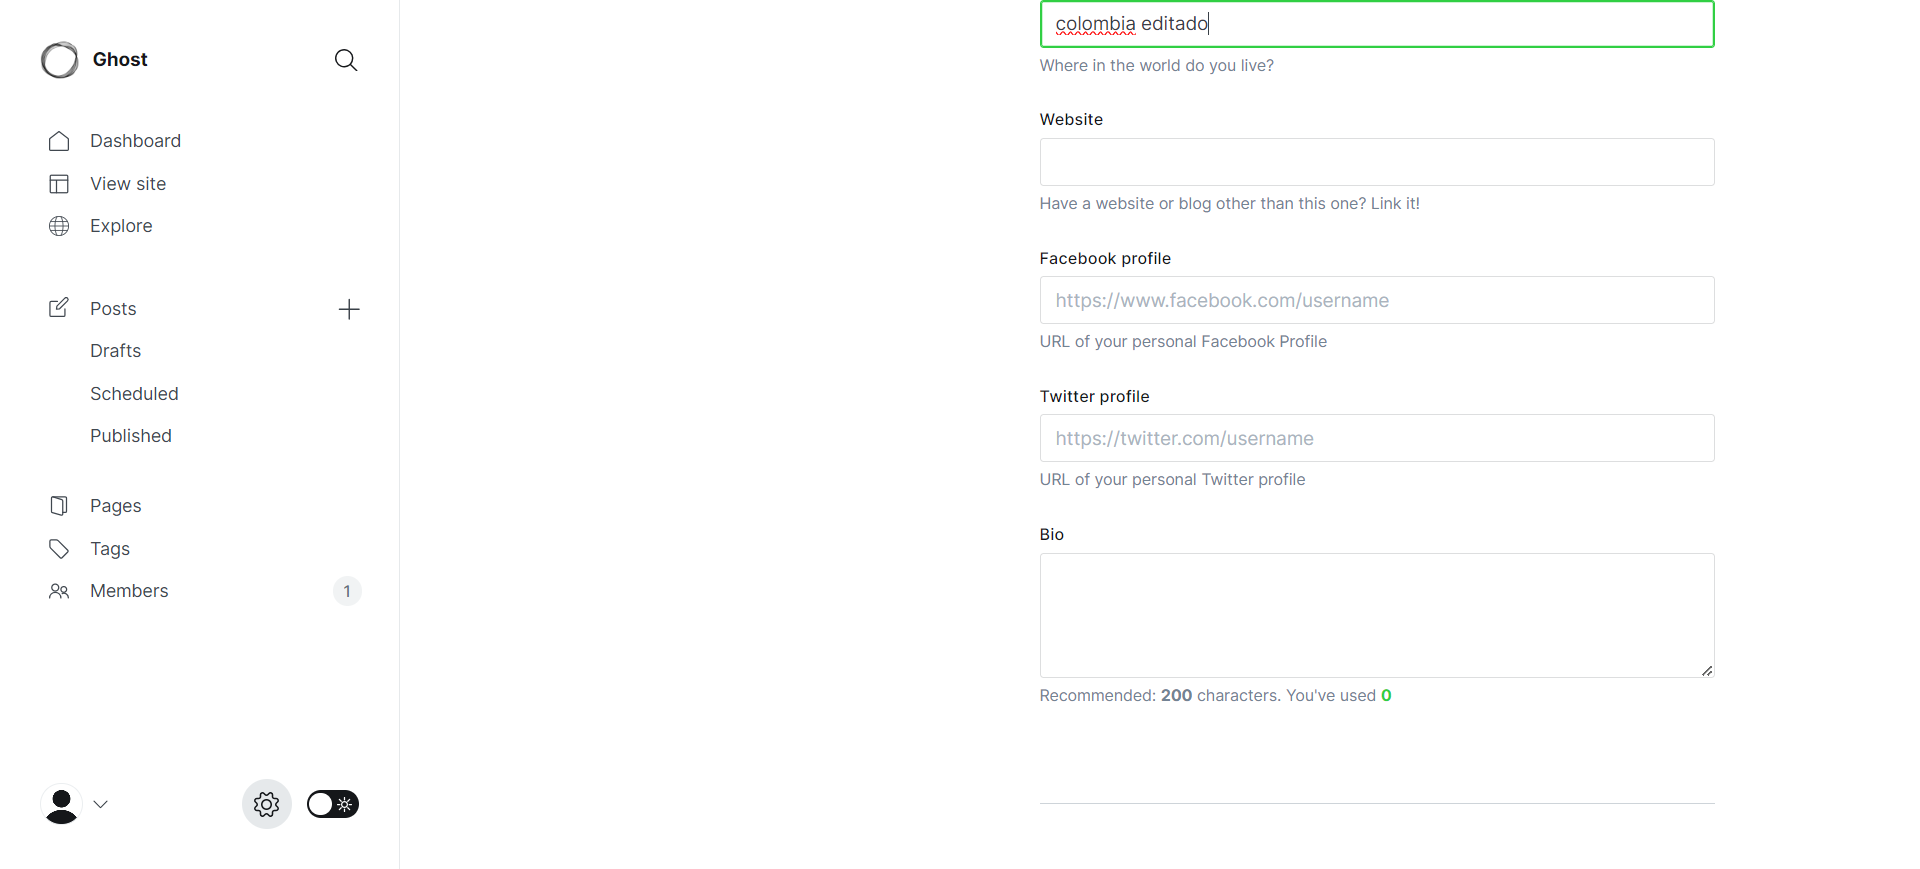 Ghost
Dashboard
View site
Explore
Posts
Drafts
Scheduled
Published
Pages
Tags
Members
1
colombia editado
Where in the world do you live?
Website
Have a website or blog other than this one? Link it!
Facebook profile
https://www.facebook.com/username
URL of your personal Facebook Profile
Twitter profile
https://twitter.com/username
URL of your personal Twitter profile
Bio
Recommended: 200 characters. You've used 0